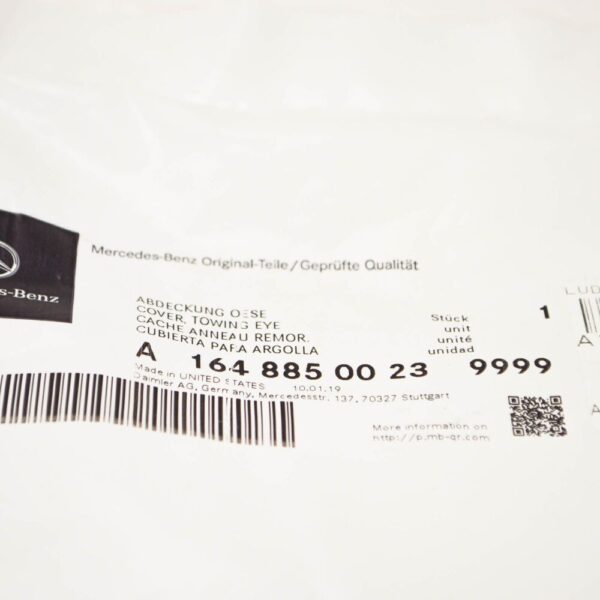 Mercedes-Benz Original-Teile/Geprüfte Qualität
s-Benz
ABDECKUNG OESE
COVER, TOWING EYE
CACHE ANNEAU REMOR.
CUBIERTA PARA ARGOLLA
Stück 1
unit
unité
unidad
A 164 885 00 23 9999
Made in UNITED STATES 10.01.19
Daimler AG, Germany, Mercedesstr. 137, 70327 Stuttgart
More information on
http://p.mb-qr.com
LUD
A
A